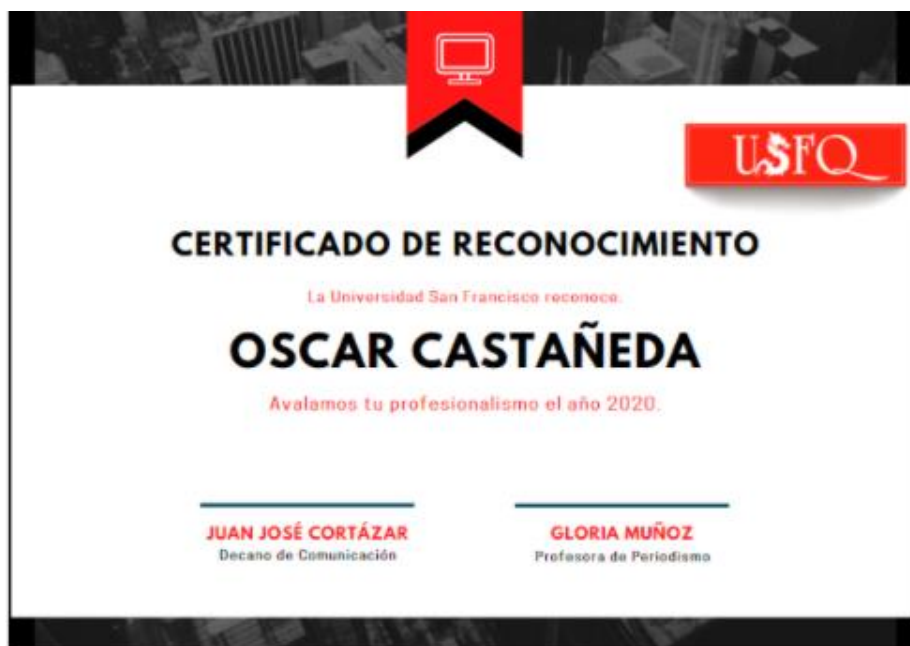 USFQ
CERTIFICADO DE RECONOCIMIENTO
La Universidad San Francisco reconoce.
OSCAR CASTAÑEDA
Avalamos tu profesionalismo el año 2020.
JUAN JOSÉ CORTÁZAR
Decano de Comunicación
GLORIA MUÑOZ
Profesora de Periodismo